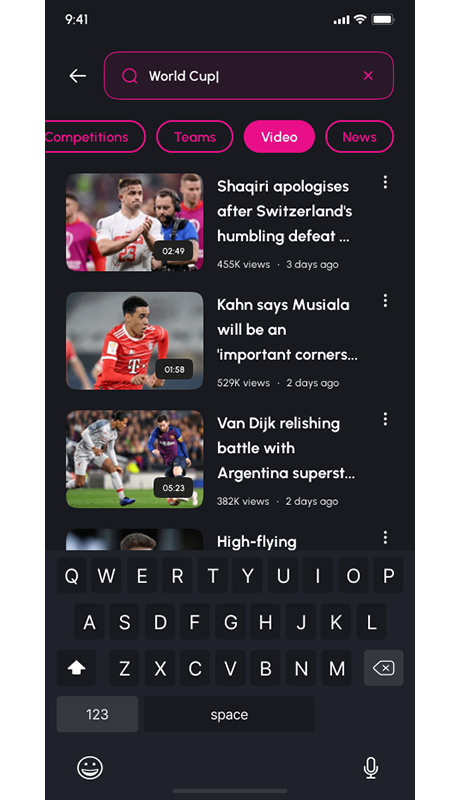 9:41
World Cup
Competitions Teams Video News
Shaqiri apologises
after Switzerland's
humbling defeat ...
23
02:49
455K views · 3 days ago
Kahn says Musiala
will be an
'important corners...
T
01:58
529K views · 2 days ago
Van Dijk relishing
battle with
Argentina superst...
05:23
382K views · 2 days ago
High-flying
Q W E R T Y U I O P
A S D F G H J K L
Z X C V B N M
123 space